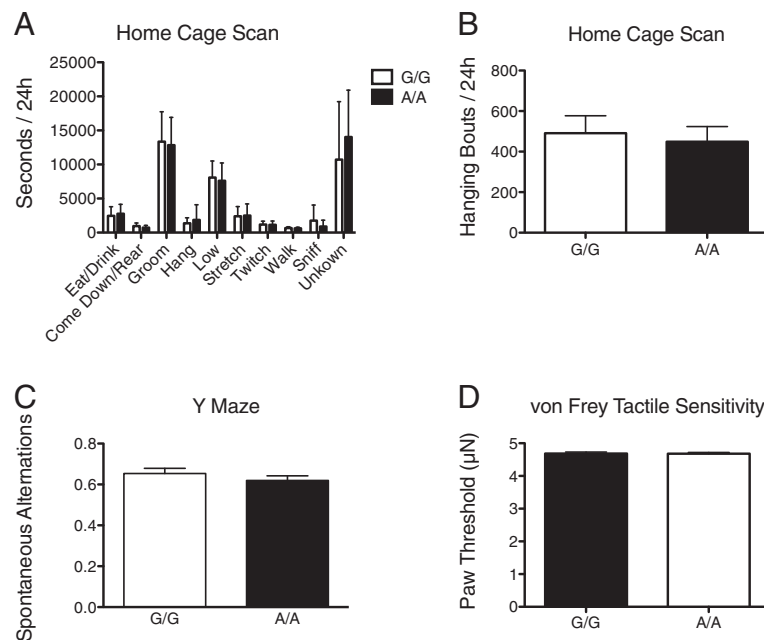 A
Home Cage Scan
Seconds / 24h
25000
20000
15000
10000
5000
0
G/G
A/A
Eat/Drink
Come Down/Rear
Groom
Hang
Low
Stretch
Twitch
Walk
Sniff
Unkown
B
Home Cage Scan
Hanging Bouts / 24h
800
600
400
200
0
G/G
A/A
C
Y Maze
Spontaneous Alternations
0.8
0.6
0.4
0.2
0.0
G/G
A/A
D
von Frey Tactile Sensitivity
Paw Threshold (µN)
5
4
3
2
1
0
G/G
A/A